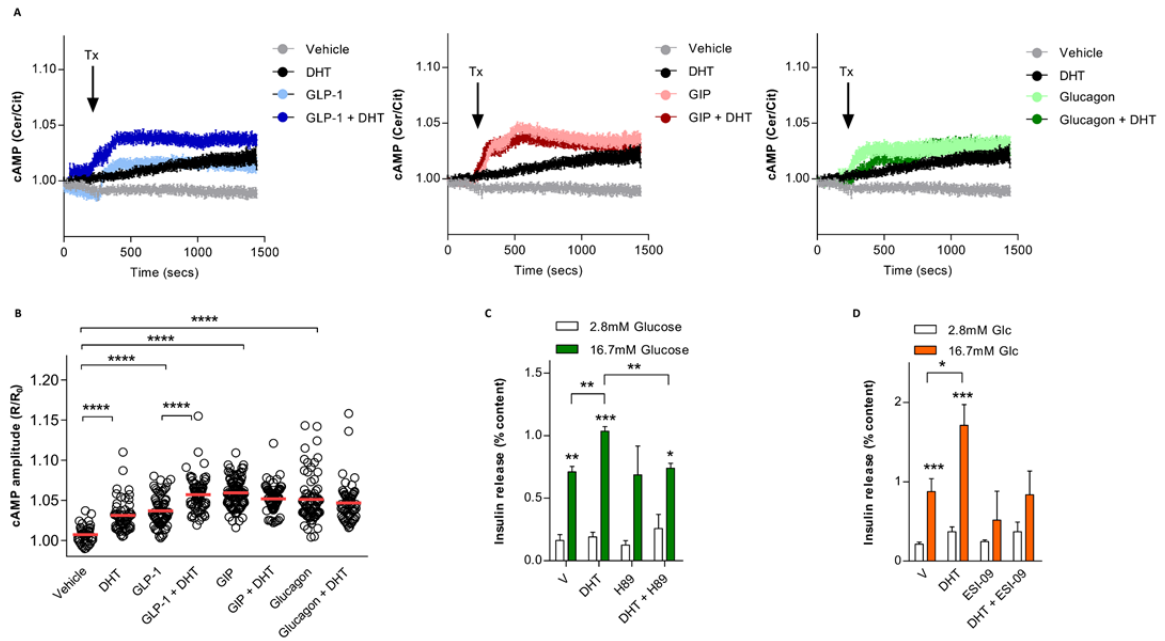 A
Tx
1.10
1.05
1.00
cAMP (Cer/Cit)
0
500
1000
1500
Time (secs)
Vehicle
DHT
GLP-1
GLP-1 + DHT
Tx
1.10
1.05
1.00
cAMP (Cer/Cit)
0
500
1000
1500
Time (secs)
Vehicle
DHT
GIP
GIP + DHT
Tx
1.10
1.05
1.00
cAMP (Cer/Cit)
0
500
1000
1500
Time (secs)
Vehicle
DHT
Glucagon
Glucagon + DHT
B
****
****
****
****
****
1.20
1.15
1.10
1.05
1.00
cAMP amplitude (R/R0)
Vehicle
DHT
GLP-1
GLP-1 + DHT
GIP
GIP + DHT
Glucagon
Glucagon + DHT
C
2.8mM Glucose
16.7mM Glucose
1.5
1.0
0.5
0.0
Insulin release (% content)
**
**
**
***
*
V
DHT
H89
DHT + H89
D
2.8mM Glc
16.7mM Glc
2
1
0
Insulin release (% content)
*
***
***
V
DHT
ESI-09
DHT + ESI-09